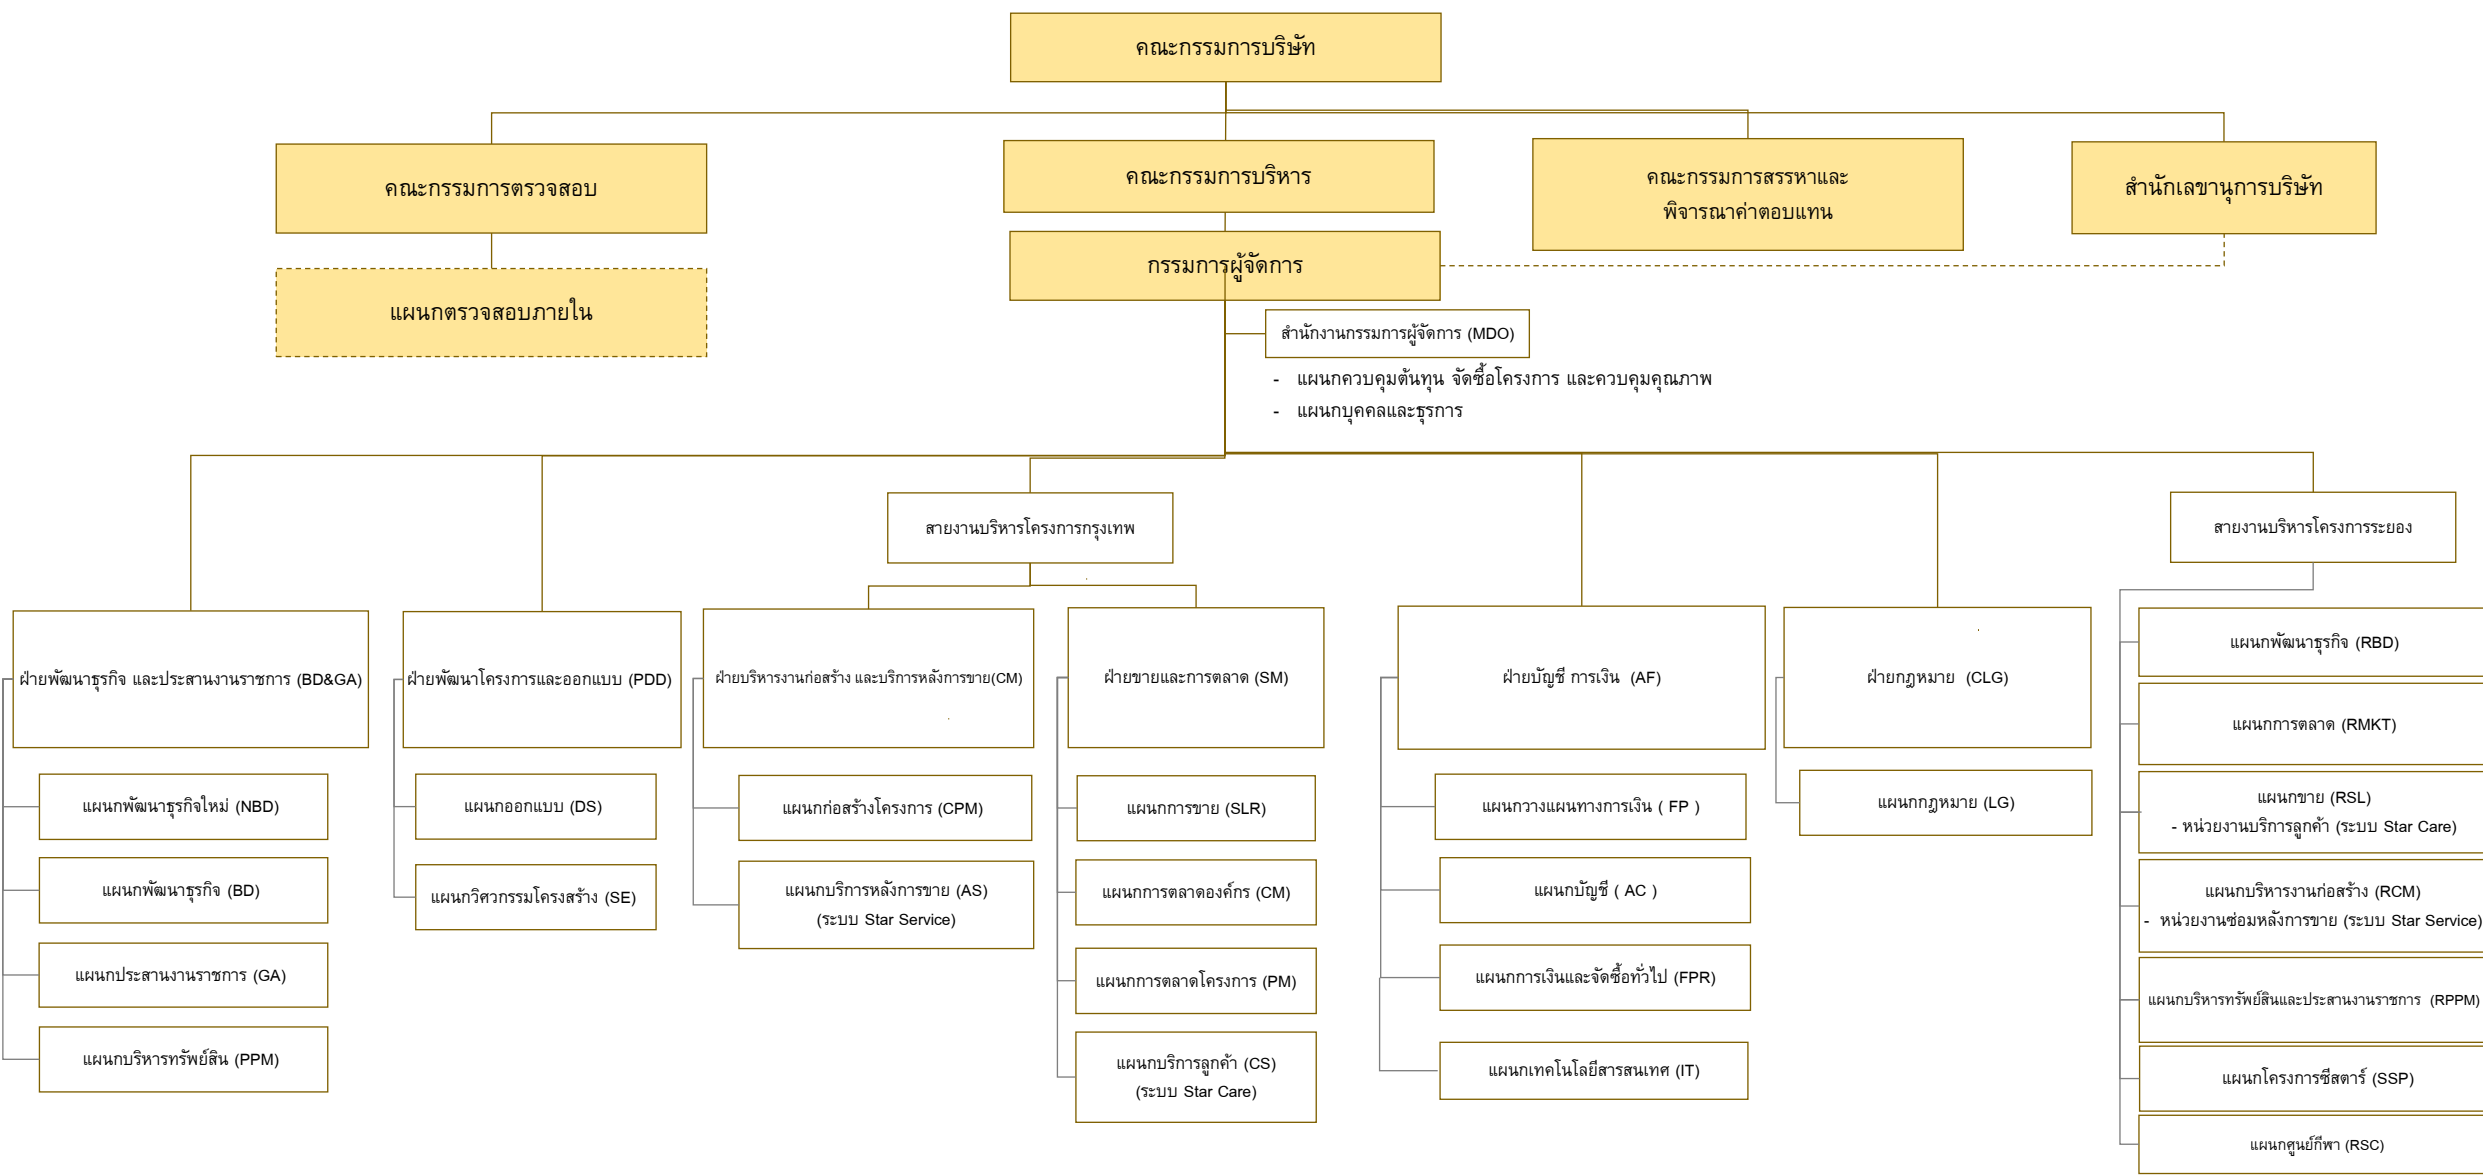 คณะกรรมการบริษัท
คณะกรรมการตรวจสอบ
คณะกรรมการบริหาร
คณะกรรมการสรรหาและ
พิจารณาค่าตอบแทน
สำนักเลขานุการบริษัท
กรรมการผู้จัดการ
แผนกตรวจสอบภายใน
สำนักงานกรรมการผู้จัดการ (MDO)
- แผนกควบคุมต้นทุน จัดซื้อโครงการ และควบคุมคุณภาพ
- แผนกบุคคลและธุรการ
สายงานบริหารโครงการกรุงเทพ
สายงานบริหารโครงการระยอง
ฝ่ายพัฒนาธุรกิจ และประสานงานราชการ (BD&GA)
แผนกพัฒนาธุรกิจใหม่ (NBD)
แผนกพัฒนาธุรกิจ (BD)
แผนกประสานงานราชการ (GA)
แผนกบริหารทรัพย์สิน (PPM)
ฝ่ายพัฒนาโครงการและออกแบบ (PDD)
แผนกออกแบบ (DS)
แผนกวิศวกรรมโครงสร้าง (SE)
ฝ่ายบริหารงานก่อสร้าง และบริการหลังการขาย(CM)
แผนกก่อสร้างโครงการ (CPM)
แผนกบริการหลังการขาย (AS)
(ระบบ Star Service)
ฝ่ายขายและการตลาด (SM)
แผนกการขาย (SLR)
แผนกการตลาดองค์กร (CM)
แผนกการตลาดโครงการ (PM)
แผนกบริการลูกค้า (CS)
(ระบบ Star Care)
ฝ่ายบัญชี การเงิน (AF)
แผนกวางแผนทางการเงิน ( FP )
แผนกบัญชี ( AC )
แผนกการเงินและจัดซื้อทั่วไป (FPR)
แผนกเทคโนโลยีสารสนเทศ (IT)
ฝ่ายกฎหมาย (CLG)
แผนกกฎหมาย (LG)
แผนกพัฒนาธุรกิจ (RBD)
แผนกการตลาด (RMKT)
แผนกขาย (RSL)
- หน่วยงานบริการลูกค้า (ระบบ Star Care)
แผนกบริหารงานก่อสร้าง (RCM)
- หน่วยงานซ่อมหลังการขาย (ระบบ Star Service)
แผนกบริหารทรัพย์สินและประสานงานราชการ (RPPM)
แผนกโครงการซีสตาร์ (SSP)
แผนกศูนย์กีฬา (RSC)